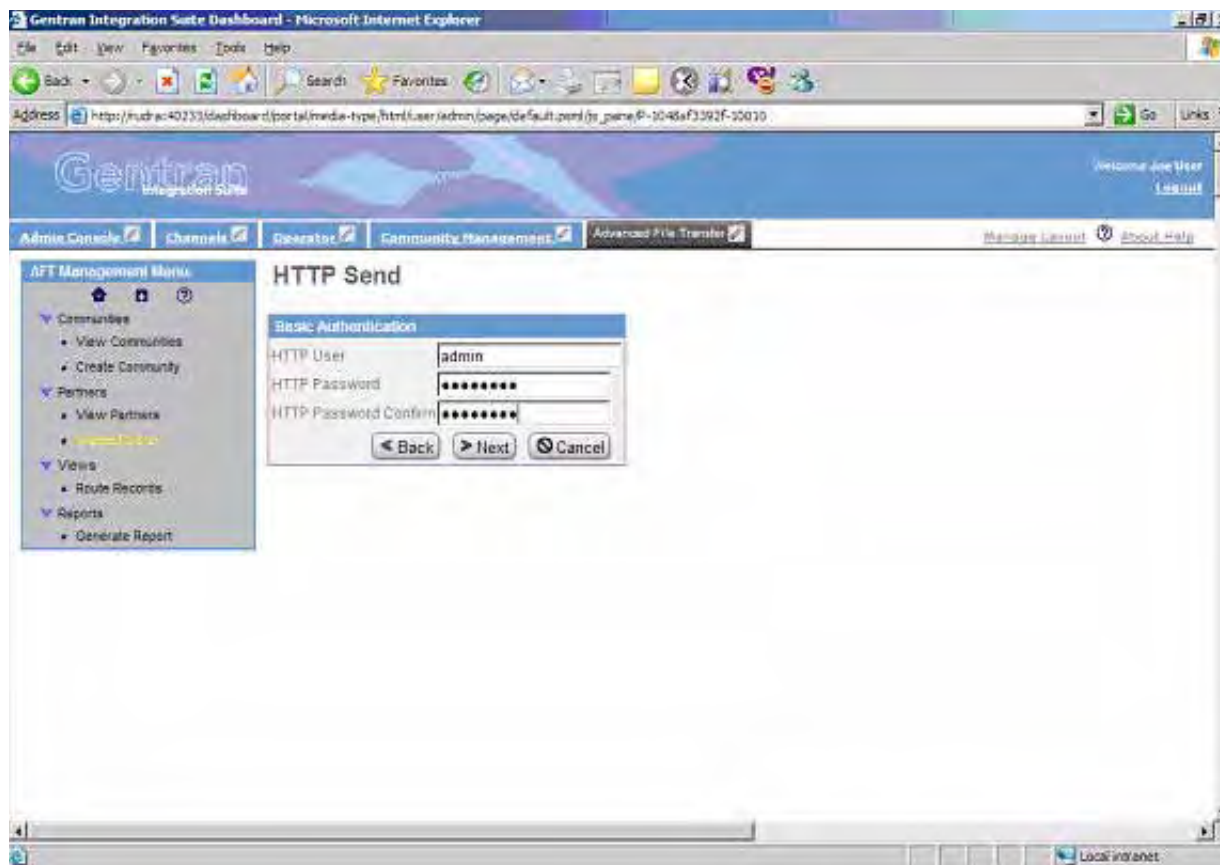 Gentran Integration Suite Dashboard - Microsoft Internet Explorer
File Edit View Favorites Tools Help
Back Search Favorites
Address Go Links
Gentran
Integration Suite
Welcome Joe User
Logout
Admin Console Channels Operator Community Management Advanced File Transfer
Manage Layout About Help
AFT Management Menu
Communities
View Communities
Create Community
Partners
View Partners
Views
Route Records
Reports
Generate Report
HTTP Send
Basic Authentication
HTTP User admin
HTTP Password ●●●●●●●●
HTTP Password Confirm ●●●●●●●●
Back Next Cancel
Local intranet